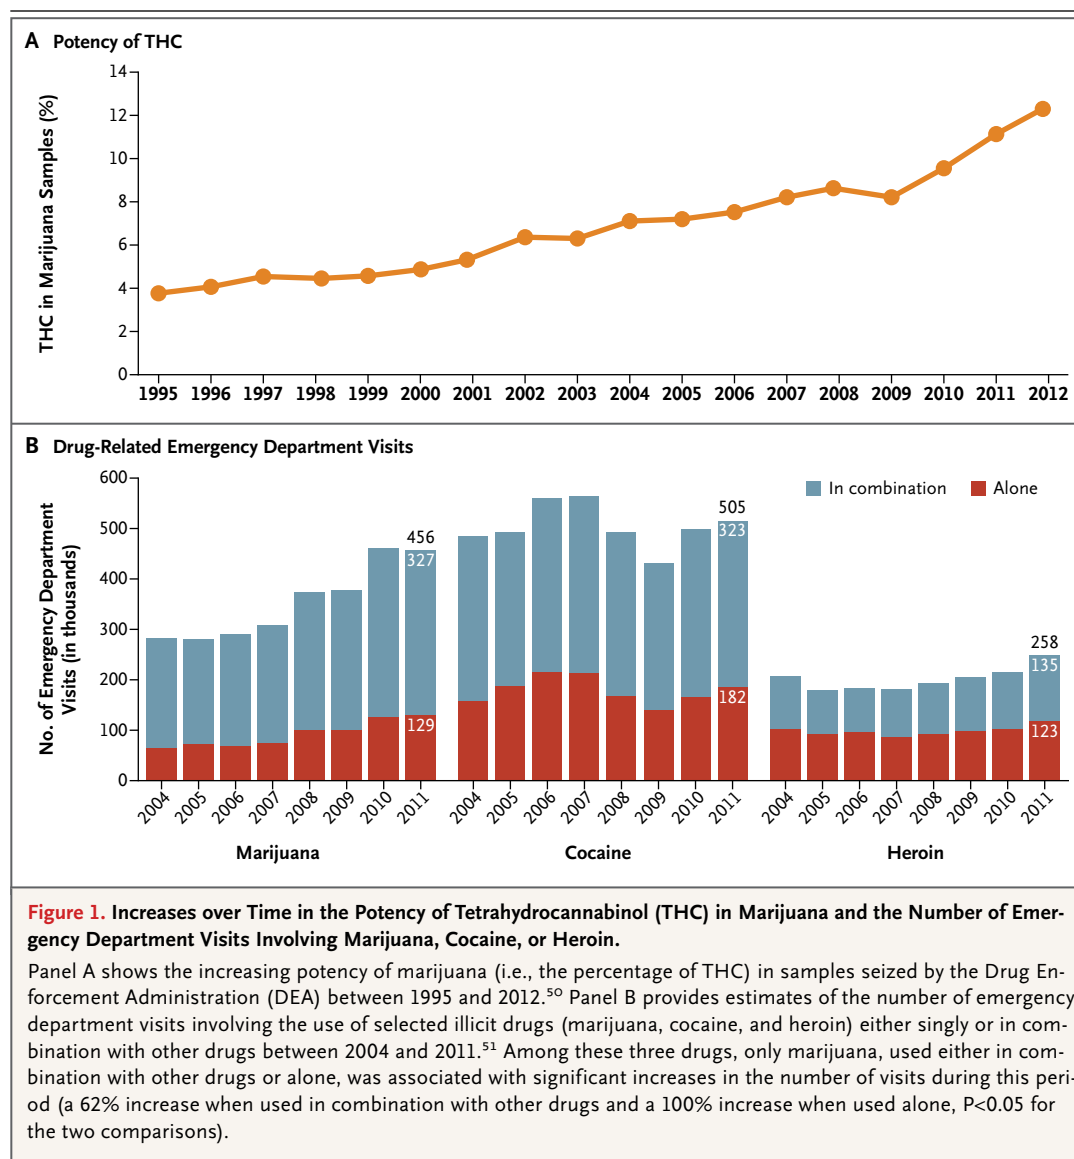 A Potency of THC
THC in Marijuana Samples (%)
14
12
10
8
6
4
2
0
1995 1996 1997 1998 1999 2000 2001 2002 2003 2004 2005 2006 2007 2008 2009 2010 2011 2012
B Drug-Related Emergency Department Visits
No. of Emergency Department
Visits (in thousands)
600
500
400
300
200
100
0
In combination Alone
456
327
129
505
323
182
258
135
123
2004 2005 2006 2007 2008 2009 2010 2011 2004 2005 2006 2007 2008 2009 2010 2011 2004 2005 2006 2007 2008 2009 2010 2011
Marijuana Cocaine Heroin
Figure 1. Increases over Time in the Potency of Tetrahydrocannabinol (THC) in Marijuana and the Number of Emer-
gency Department Visits Involving Marijuana, Cocaine, or Heroin.
Panel A shows the increasing potency of marijuana (i.e., the percentage of THC) in samples seized by the Drug En-
forcement Administration (DEA) between 1995 and 2012.50 Panel B provides estimates of the number of emergency
department visits involving the use of selected illicit drugs (marijuana, cocaine, and heroin) either singly or in com-
bination with other drugs between 2004 and 2011.51 Among these three drugs, only marijuana, used either in com-
bination with other drugs or alone, was associated with significant increases in the number of visits during this peri-
od (a 62% increase when used in combination with other drugs and a 100% increase when used alone, P<0.05 for
the two comparisons).